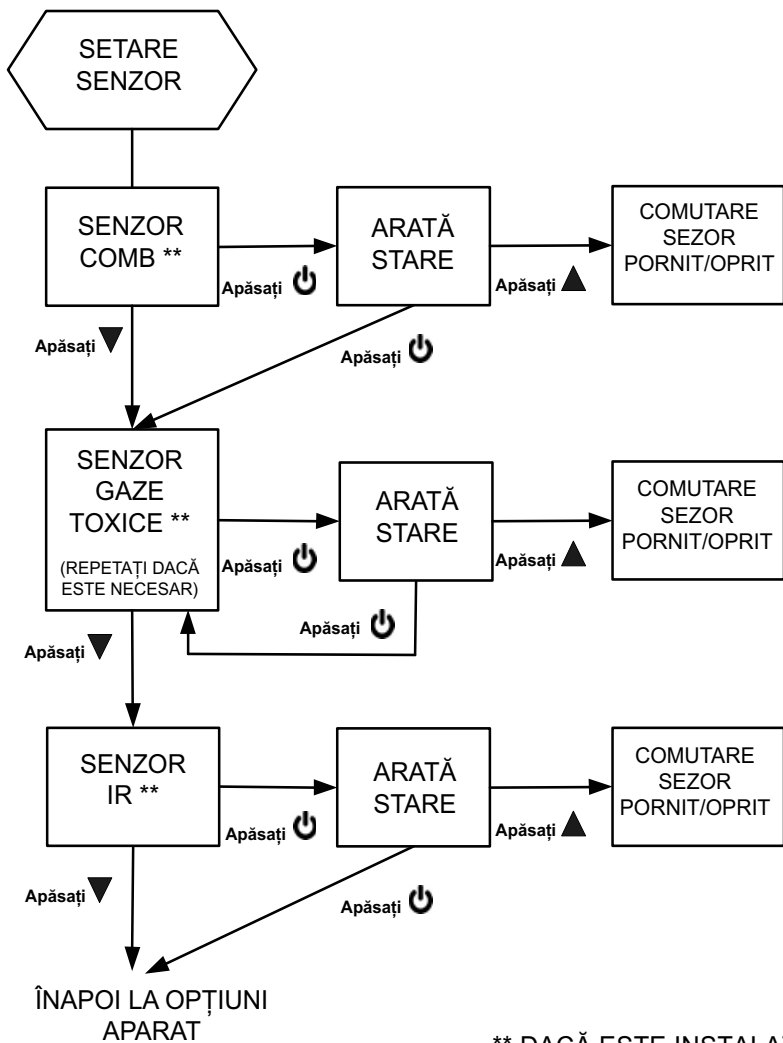 SETARE
SENZOR
SENZOR
COMB **
Apăsați
ARATĂ
STARE
Apăsați
COMUTARE
SEZOR
PORNIT/OPRIT
Apăsați
Apăsați
SENZOR
GAZE
TOXICE **
(REPETAȚI DACĂ
ESTE NECESAR)
Apăsați
ARATĂ
STARE
Apăsați
COMUTARE
SEZOR
PORNIT/OPRIT
Apăsați
Apăsați
SENZOR
IR **
Apăsați
ARATĂ
STARE
Apăsați
COMUTARE
SEZOR
PORNIT/OPRIT
Apăsați
Apăsați
ÎNAPOI LA OPȚIUNI
APARAT
** DACĂ ESTE